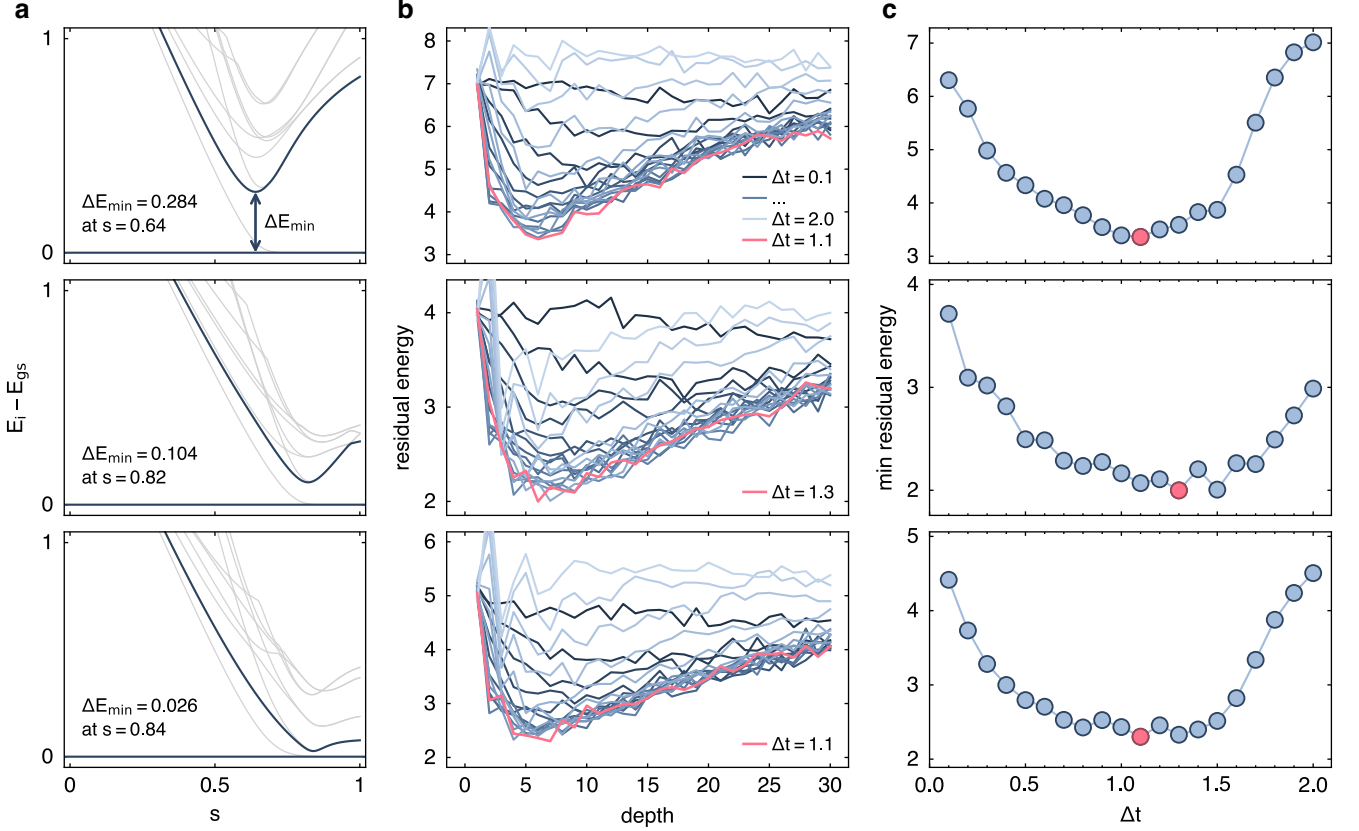 a
b
c
1
0
ΔEmin = 0.284
at s = 0.64
ΔEmin
1
0
ΔEmin = 0.104
at s = 0.82
1
0
ΔEmin = 0.026
at s = 0.84
0
0.5
1
s
Ei − Egs
8
7
6
5
4
3
Δt = 0.1
...
Δt = 2.0
Δt = 1.1
4
3
2
Δt = 1.3
6
5
4
3
2
Δt = 1.1
0
5
10
15
20
25
30
depth
residual energy
7
6
5
4
3
4
3
2
5
4
3
2
0.0
0.5
1.0
1.5
2.0
Δt
min residual energy